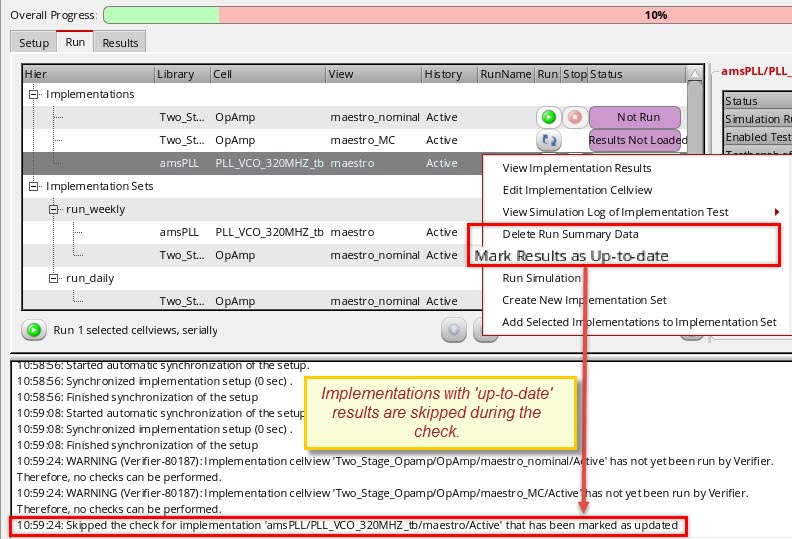 Overall Progress: 10%
Setup Run Results
amsPLL/PLL_
Hier Library Cell View History RunName Run Stop Status
Status
Implementations
Simulation Ru
Two_St... OpAmp maestro_nominal Active Not Run
Enabled Test
Two_St... OpAmp maestro_MC Active Results Not Loaded
amsPLL PLL_VCO_320MHZ_tb maestro Active
Implementation Sets
run_weekly
amsPLL PLL_VCO_320MHZ_tb maestro Active
Two_St... OpAmp maestro_nominal Active
run_daily
Two_St... OpAmp maestro_nominal Active
View Implementation Results
Edit Implementation Cellview
View Simulation Log of Implementation Test
Delete Run Summary Data
Mark Results as Up-to-date
Run Simulation
Create New Implementation Set
Add Selected Implementations to Implementation Set
Run 1 selected cellviews, serially
10:58:56: Started automatic synchronization of the setup.
10:58:56: Synchronized implementation setup (0 sec) .
10:58:56: Finished synchronization of the setup
10:59:08: Started automatic synchronization of the setup
10:59:08: Synchronized implementation setup (0 sec) .
10:59:08: Finished synchronization of the setup
Implementations with 'up-to-date'
results are skipped during the
check.
10:59:24: WARNING (Verifier-80187): Implementation cellview 'Two_Stage_Opamp/OpAmp/maestro_nominal/Active' has not yet been run by Verifier.
Therefore, no checks can be performed.
10:59:24: WARNING (Verifier-80187): Implementation cellview 'Two_Stage_Opamp/OpAmp/maestro_MC/Active' has not yet been run by Verifier.
Therefore, no checks can be performed.
10:59:24: Skipped the check for implementation 'amsPLL/PLL_VCO_320MHZ_tb/maestro/Active' that has been marked as updated